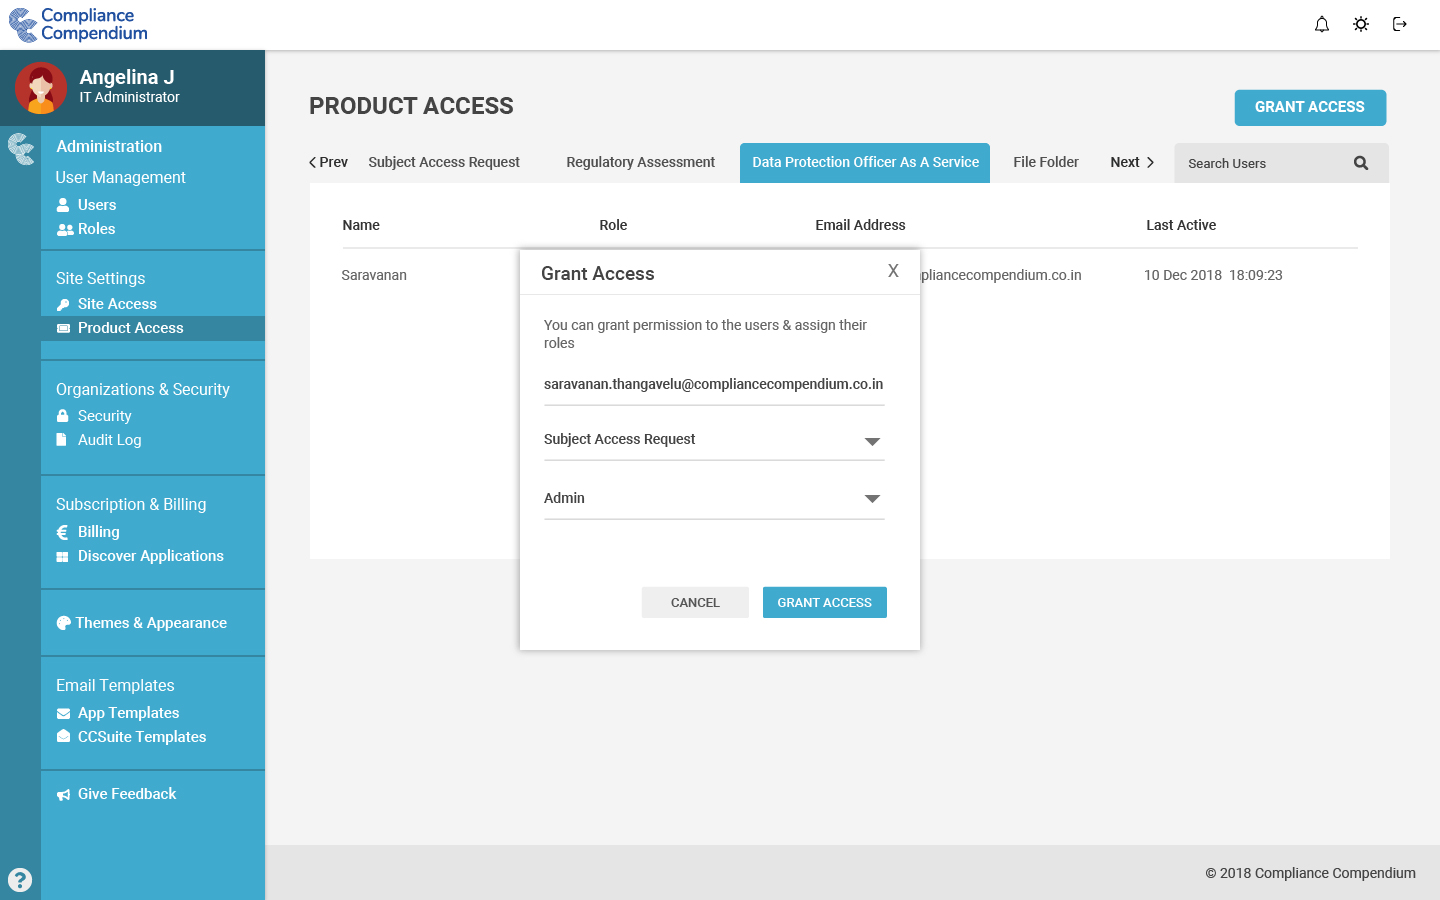 Compliance
Compendium
Angelina J
IT Administrator
Administration
User Management
Users
Roles
Site Settings
Site Access
Product Access
Organizations & Security
Security
Audit Log
Subscription & Billing
Billing
Discover Applications
Themes & Appearance
Email Templates
App Templates
CCSuite Templates
Give Feedback
?
PRODUCT ACCESS
GRANT ACCESS
Prev Subject Access Request Regulatory Assessment Data Protection Officer As A Service File Folder Next Search Users
Name Role Email Address Last Active
Saravanan pliancecompendium.co.in 10 Dec 2018 18:09:23
Grant Access X
You can grant permission to the users & assign their
roles
saravanan.thangavelu@compliancecompendium.co.in
Subject Access Request
Admin
CANCEL GRANT ACCESS
© 2018 Compliance Compendium